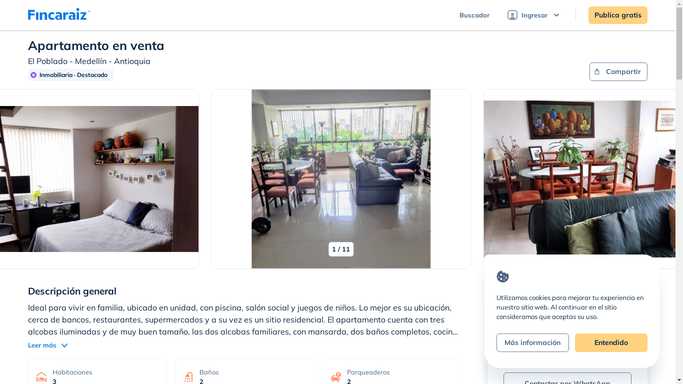 Fincaraiz
Buscador
Ingresar
Publica gratis
Apartamento en venta
El Poblado - Medellín - Antioquia
Inmobiliaria - Destacado
Compartir
1 / 11
Descripción general
Ideal para vivir en familia, ubicado en unidad, con piscina, salón social y juegos de niños. Lo mejor es su ubicación,
cerca de bancos, restaurantes, supermercados y a su vez es un sitio residencial. El apartamento cuenta con tres
alcobas iluminadas y de muy buen tamaño, las dos alcobas familiares, con mansarda, dos baños completos, cocin...
Leer más
Habitaciones
3
Baños
2
Parqueaderos
2
Utilizamos cookies para mejorar tu experiencia en
nuestro sitio web. Al continuar en el sitio
consideramos que aceptas su uso.
Más información
Entendido
Contactar por WhatsApp